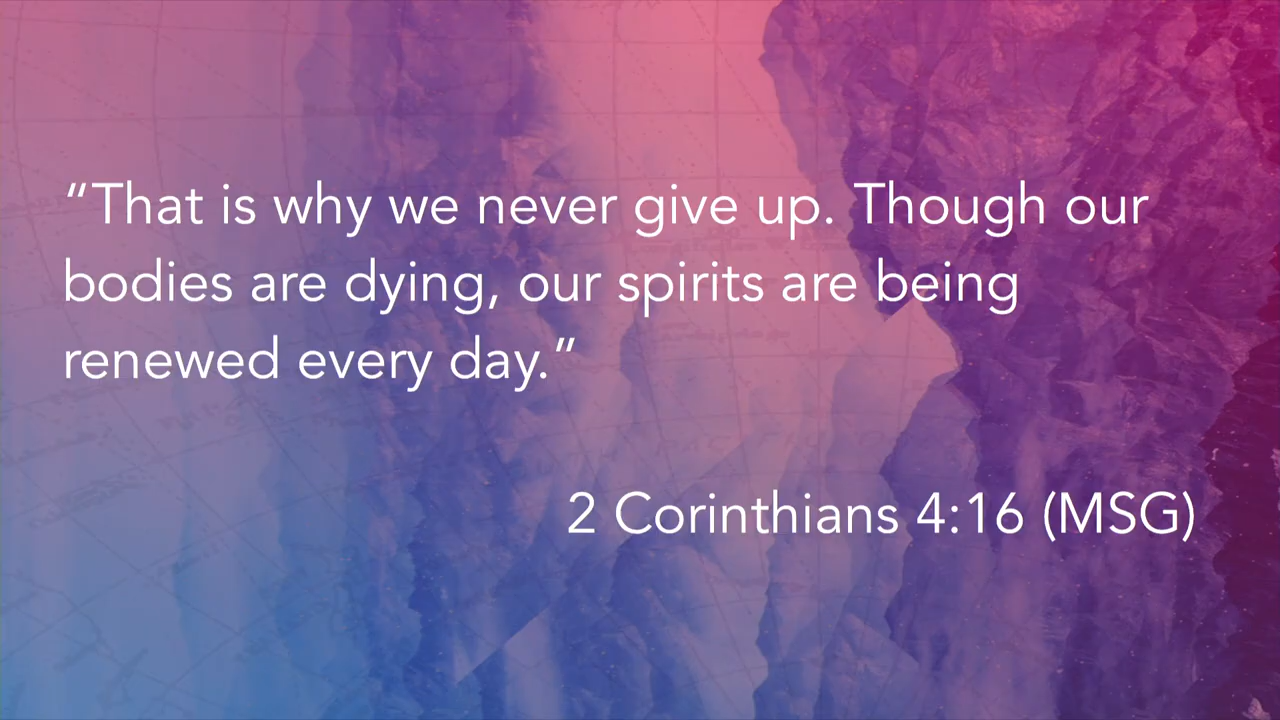 “That is why we never give up. Though our
bodies are dying, our spirits are being
renewed every day.”
2 Corinthians 4:16 (MSG)